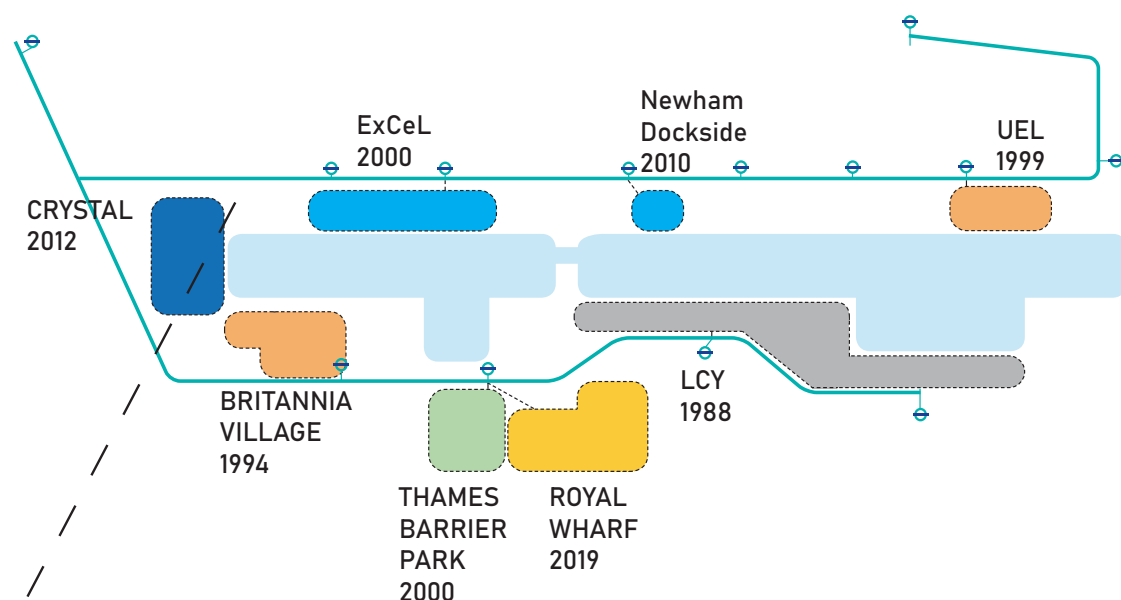 ExCeL
2000
Newham
Dockside
2010
UEL
1999
CRYSTAL
2012
BRITANNIA
VILLAGE
1994
LCY
1988
THAMES
BARRIER
PARK
2000
ROYAL
WHARF
2019